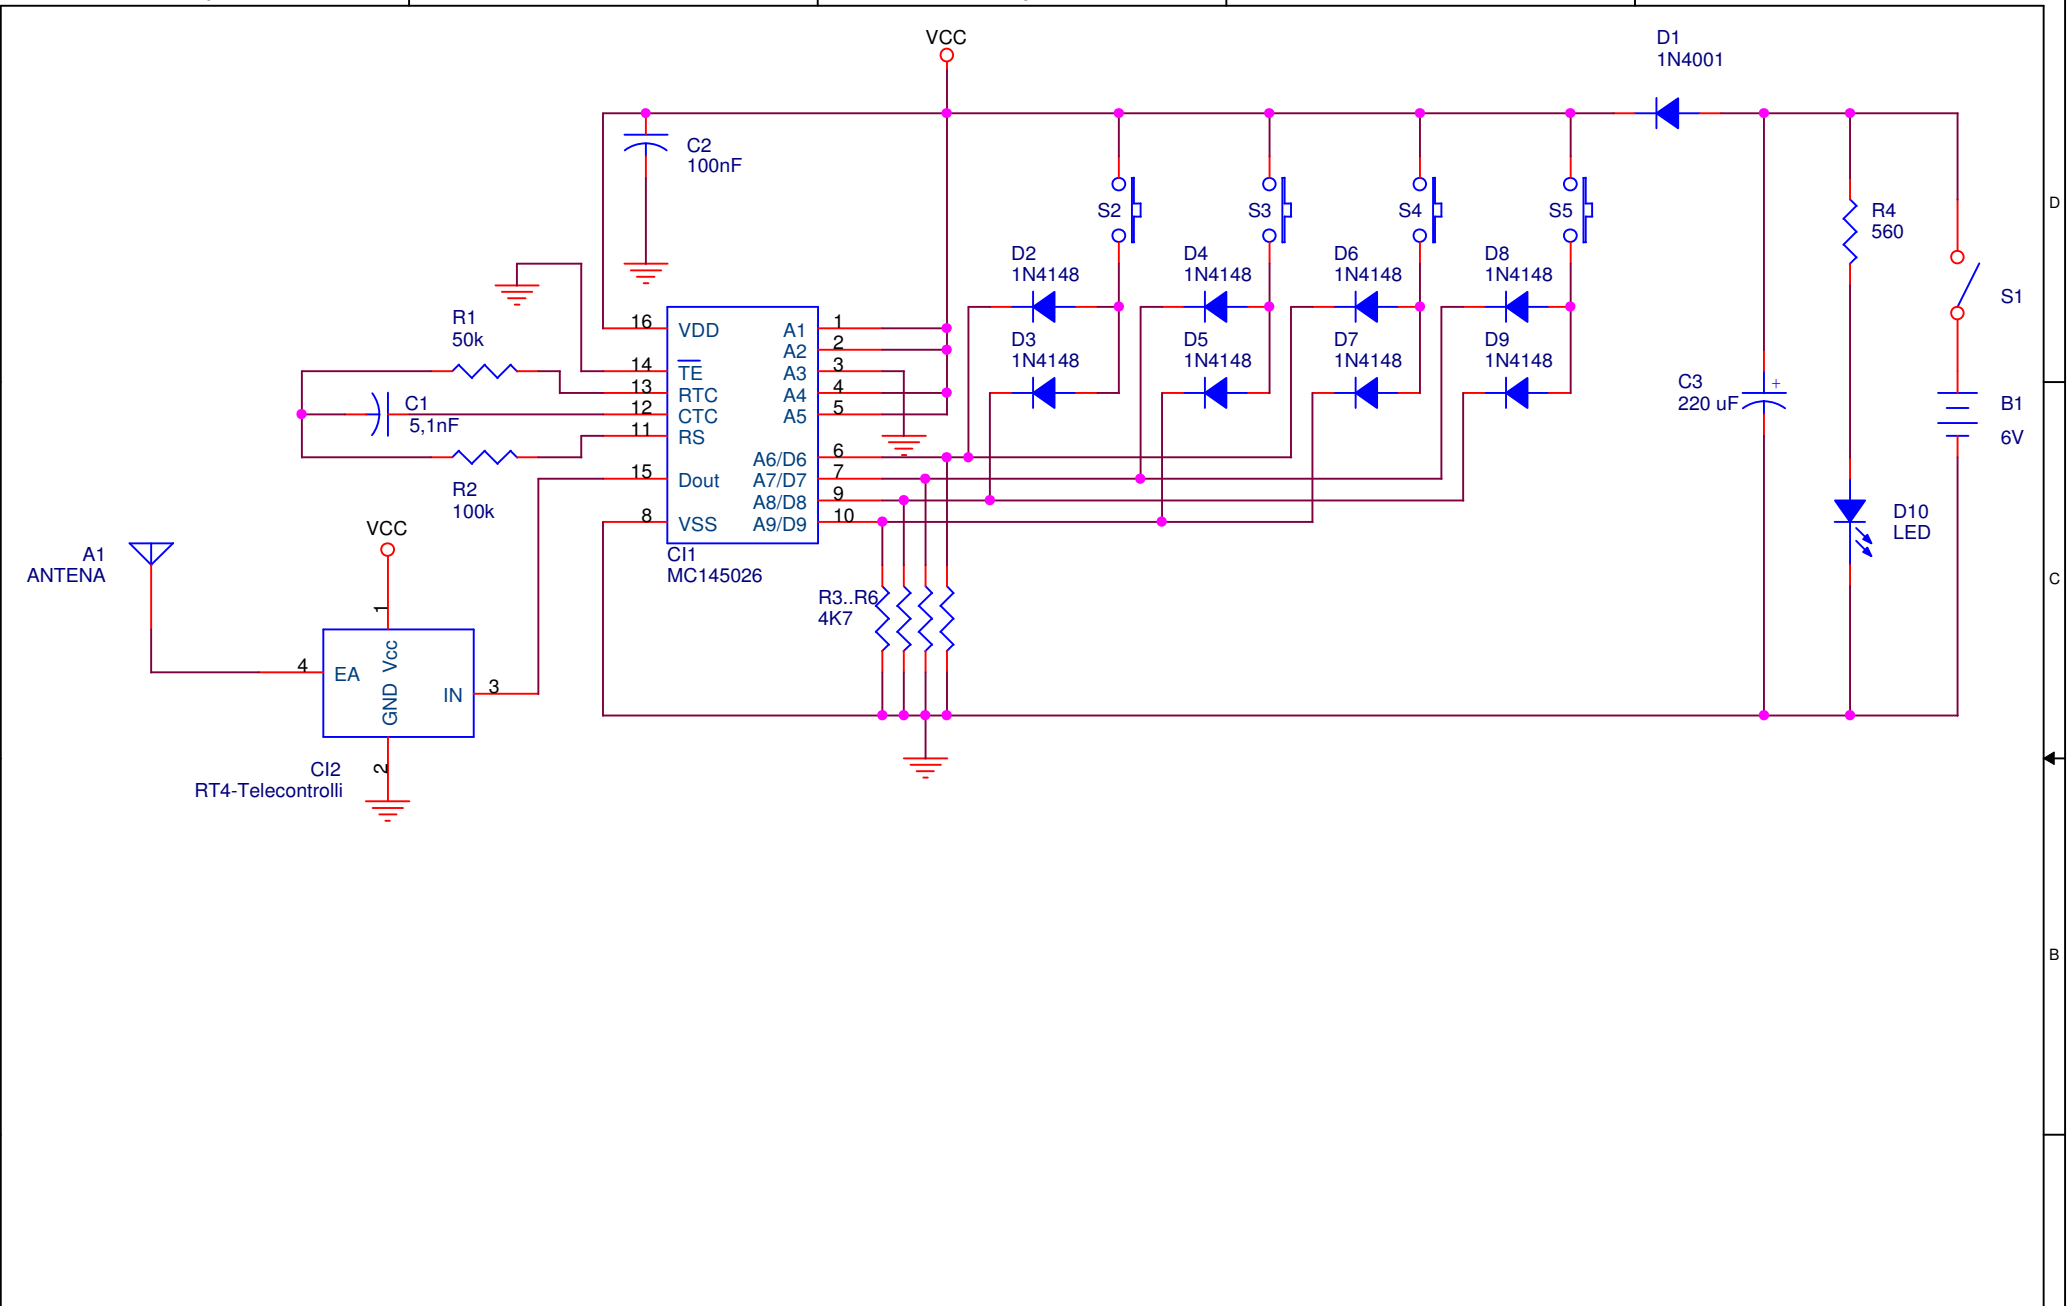 VCC
D1
1N4001
C2
100nF
D
S2
S3
S4
S5
R4
560
D2
1N4148
D4
1N4148
D6
1N4148
D8
1N4148
S1
R1
50k
16
VDD
A1
1
A2
2
D3
1N4148
D5
1N4148
D7
1N4148
D9
1N4148
14
TE
A3
3
13
RTC
A4
4
C1
5,1nF
12
CTC
A5
5
11
RS
C3
220 uF
+
B1
6V
A6/D6
6
15
Dout
A7/D7
7
R2
100k
A8/D8
9
8
VSS
A9/D9
10
D10
LED
VCC
A1
ANTENA
CI1
MC145026
C
R3..R6
4K7
1
4
EA
Vcc
GND
IN
3
2
CI2
RT4-Telecontrolli
B